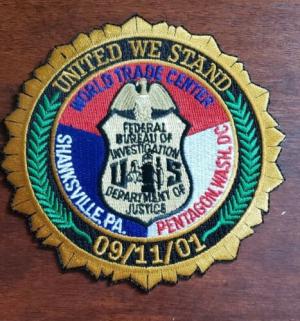 UNITED WE STAND
WORLD TRADE CENTER
FEDERAL
BUREAU OF
INVESTIGATION
U S
DEPARTMENT OF
JUSTICE
SHANKSVILLE, PA.
PENTAGON, WASH. DC
09/11/01